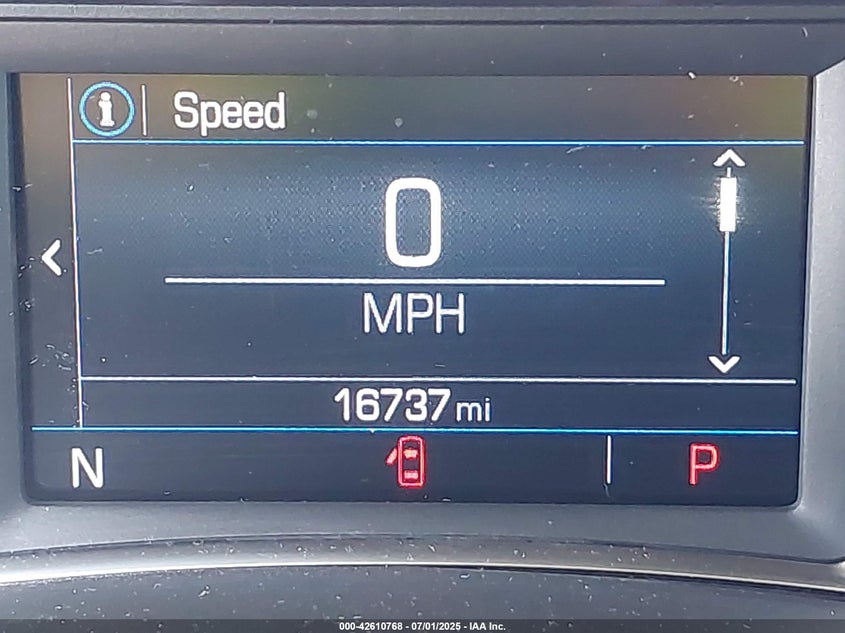 i Speed
0
MPH
16737 mi
N P
000-42610768 - 07/01/2025 - IAA Inc.